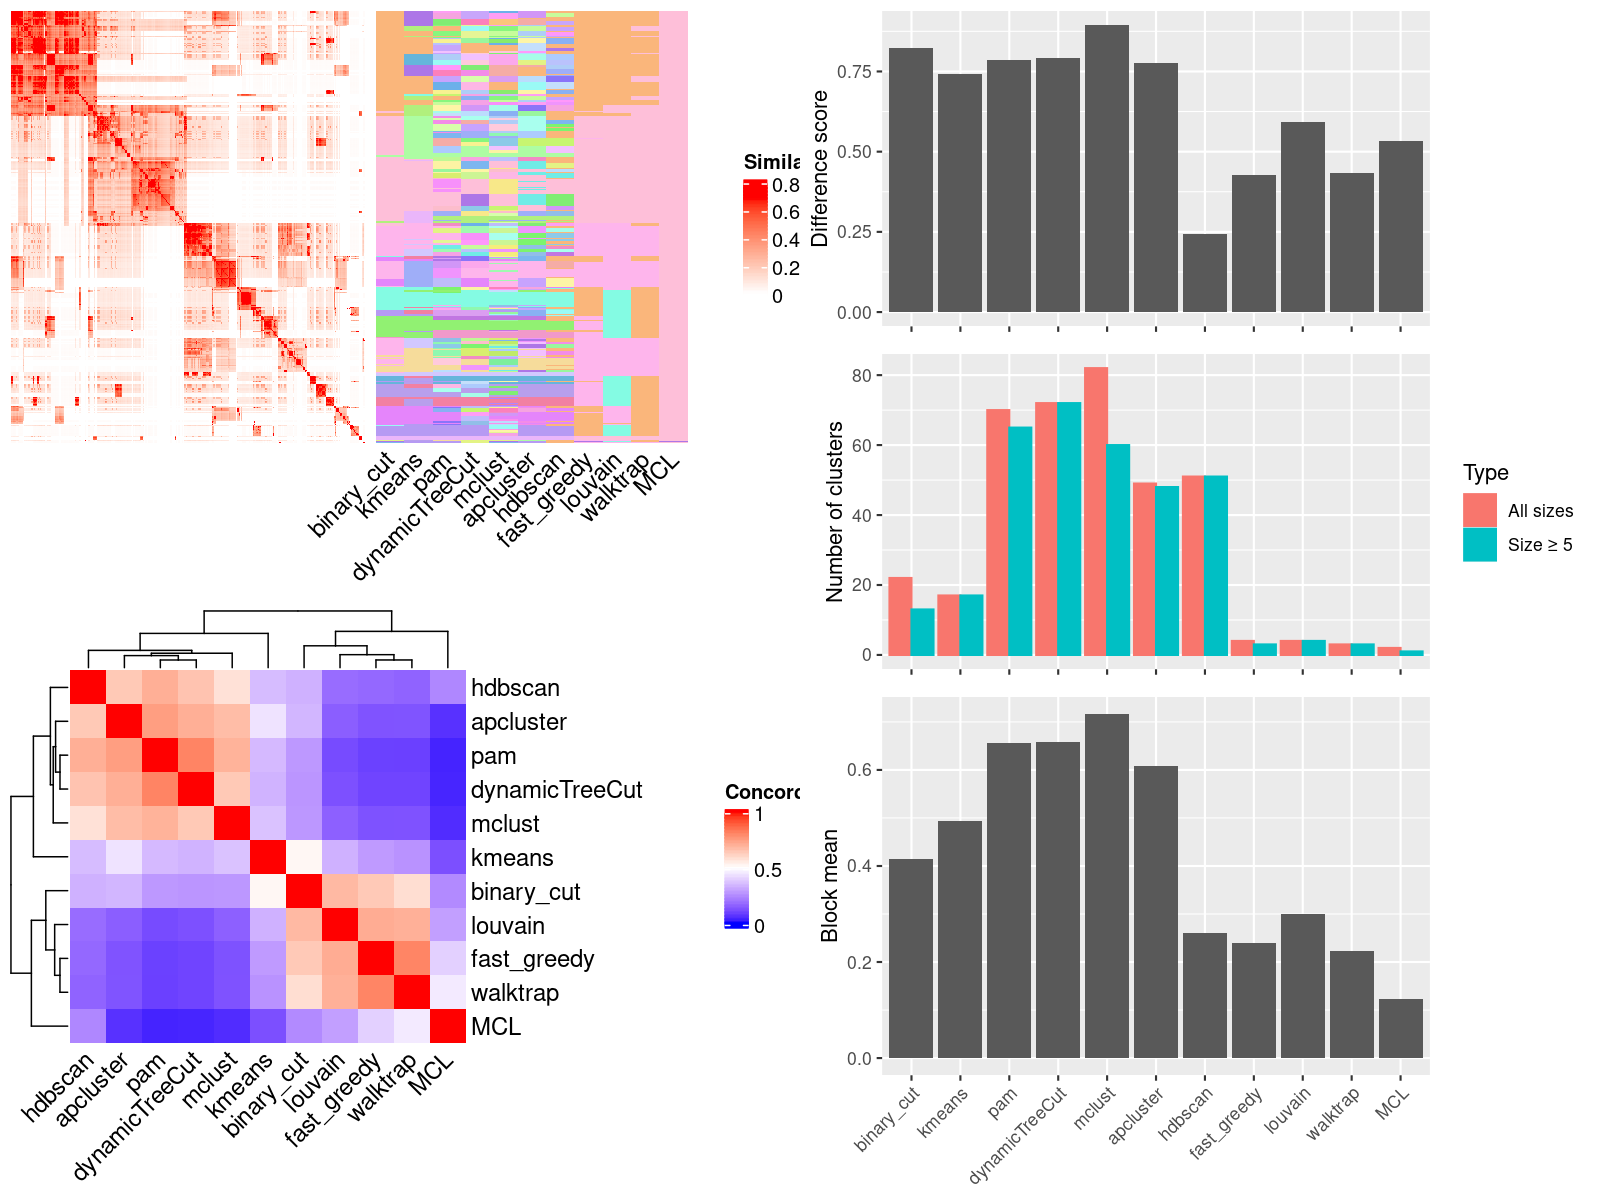 Simila
0.8
0.6
0.4
0.2
0
binary_cut
kmeans
pam
dynamicTreeCut
mclust
apcluster
hdbscan
fast_greedy
louvain
walktrap
MCL
hdbscan
apcluster
pam
dynamicTreeCut
mclust
kmeans
binary_cut
louvain
fast_greedy
walktrap
MCL
hdbscan
apcluster
pam
dynamicTreeCut
mclust
kmeans
binary_cut
louvain
fast_greedy
walktrap
MCL
Concord
1
0.5
0
Difference score
0.75
0.50
0.25
0.00
Number of clusters
80
60
40
20
0
Type
All sizes
Size ≥ 5
Block mean
0.6
0.4
0.2
0.0
binary_cut
kmeans
pam
dynamicTreeCut
mclust
apcluster
hdbscan
fast_greedy
louvain
walktrap
MCL